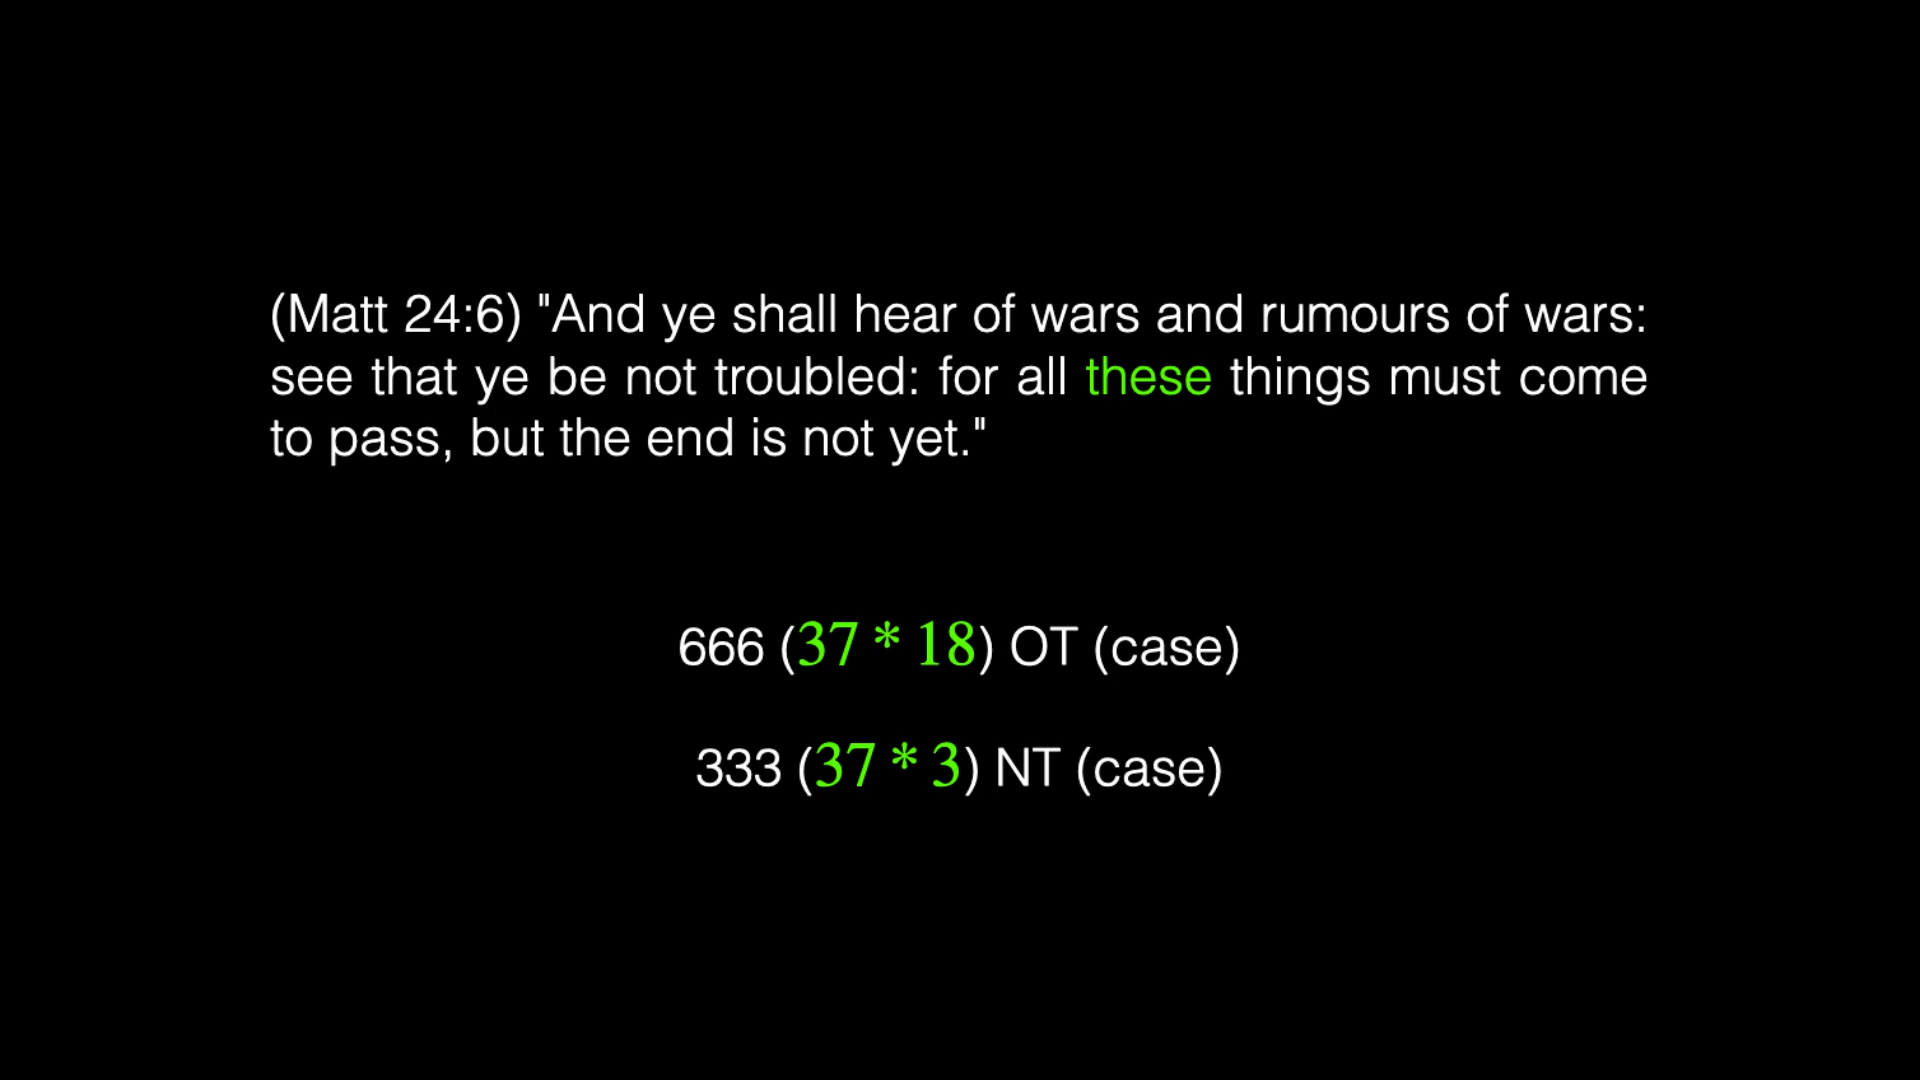 (Matt 24:6) "And ye shall hear of wars and rumours of wars:
see that ye be not troubled: for all these things must come
to pass, but the end is not yet."
666 (37 * 18) OT (case)
333 (37 * 3) NT (case)